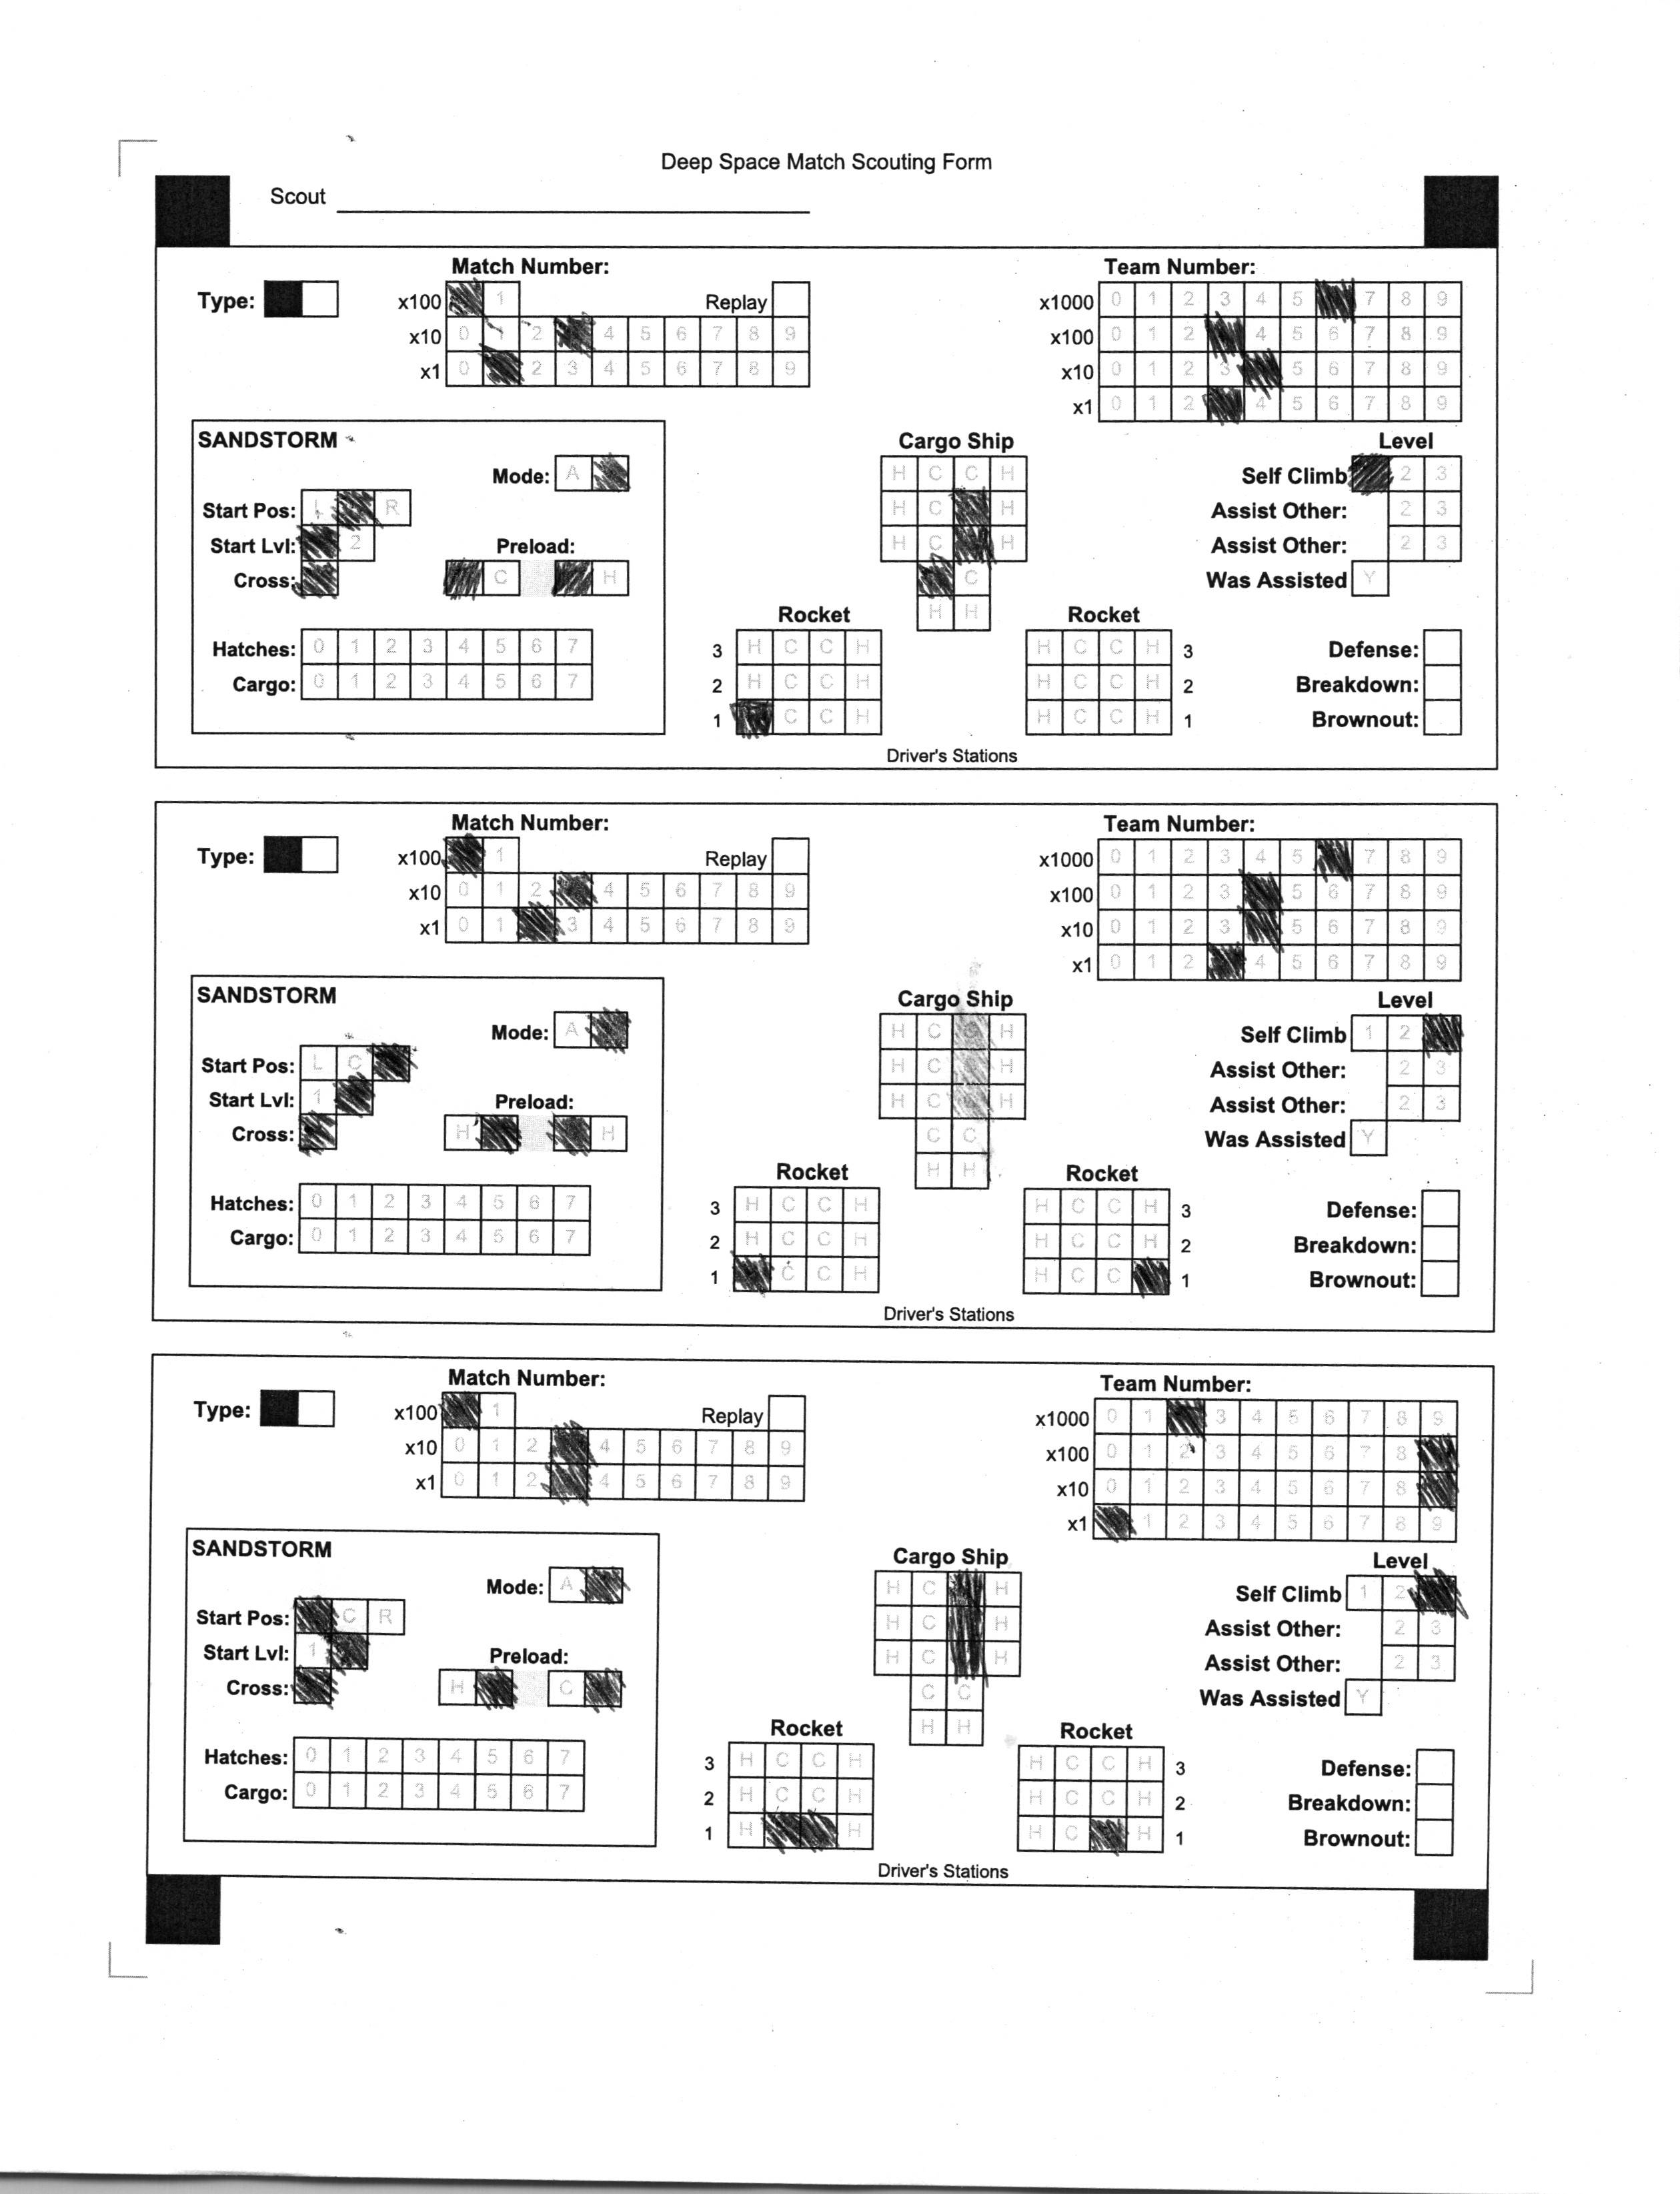 Deep Space Match Scouting Form
Scout
Match Number: Team Number:
Type: x100 1 Replay x1000 0 1 2 3 4 5 7 8 9
x10 0 1 2 4 5 6 7 8 9 x100 0 1 2 4 5 6 7 8 9
x1 0 2 3 4 5 6 7 8 9 x10 0 1 2 3 5 6 7 8 9
x1 0 1 2 4 5 6 7 8 9
SANDSTORM Cargo Ship Level
Mode: A H C C H Self Climb 2 3
Start Pos: L R H C H Assist Other: 2 3
Start Lvl: 2 Preload: H C H Assist Other: 2 3
Cross: C H C Was Assisted Y
H H
Rocket Rocket
Hatches: 0 1 2 3 4 5 6 7 3 H C C H H C C H 3 Defense:
Cargo: 0 1 2 3 4 5 6 7 2 H C C H H C C H 2 Breakdown:
1 C C H H C C H 1 Brownout:
Driver's Stations
Match Number: Team Number:
Type: x100 1 Replay x1000 0 1 2 3 4 5 7 8 9
x10 0 1 2 4 5 6 7 8 9 x100 0 1 2 3 5 6 7 8 9
x1 0 1 3 4 5 6 7 8 9 x10 0 1 2 3 5 6 7 8 9
x1 0 1 2 4 5 6 7 8 9
SANDSTORM Cargo Ship Level
Mode: A H C H Self Climb 1 2
Start Pos: L C H C H Assist Other: 2 3
Start Lvl: 1 Preload: H C H Assist Other: 2 3
Cross: H H C C Was Assisted Y
H H
Rocket Rocket
Hatches: 0 1 2 3 4 5 6 7 3 H C C H H C C H 3 Defense:
Cargo: 0 1 2 3 4 5 6 7 2 H C C H H C C H 2 Breakdown:
1 C C H H C C 1 Brownout:
Driver's Stations
Match Number: Team Number:
Type: x100 1 Replay x1000 0 1 3 4 5 6 7 8 9
x10 0 1 2 4 5 6 7 8 9 x100 0 1 2 3 4 5 6 7 8
x1 0 1 2 4 5 6 7 8 9 x10 0 1 2 3 4 5 6 7 8
x1 1 2 3 4 5 6 7 8 9
SANDSTORM Cargo Ship Level
Mode: A H C H Self Climb 1 2
Start Pos: C R H C H Assist Other: 2 3
Start Lvl: 1 Preload: H C H Assist Other: 2 3
Cross: H C C C Was Assisted Y
H H
Rocket Rocket
Hatches: 0 1 2 3 4 5 6 7 3 H C C H H C C H 3 Defense:
Cargo: 0 1 2 3 4 5 6 7 2 H C C H H C C H 2 Breakdown:
1 H H H C H 1 Brownout:
Driver's Stations